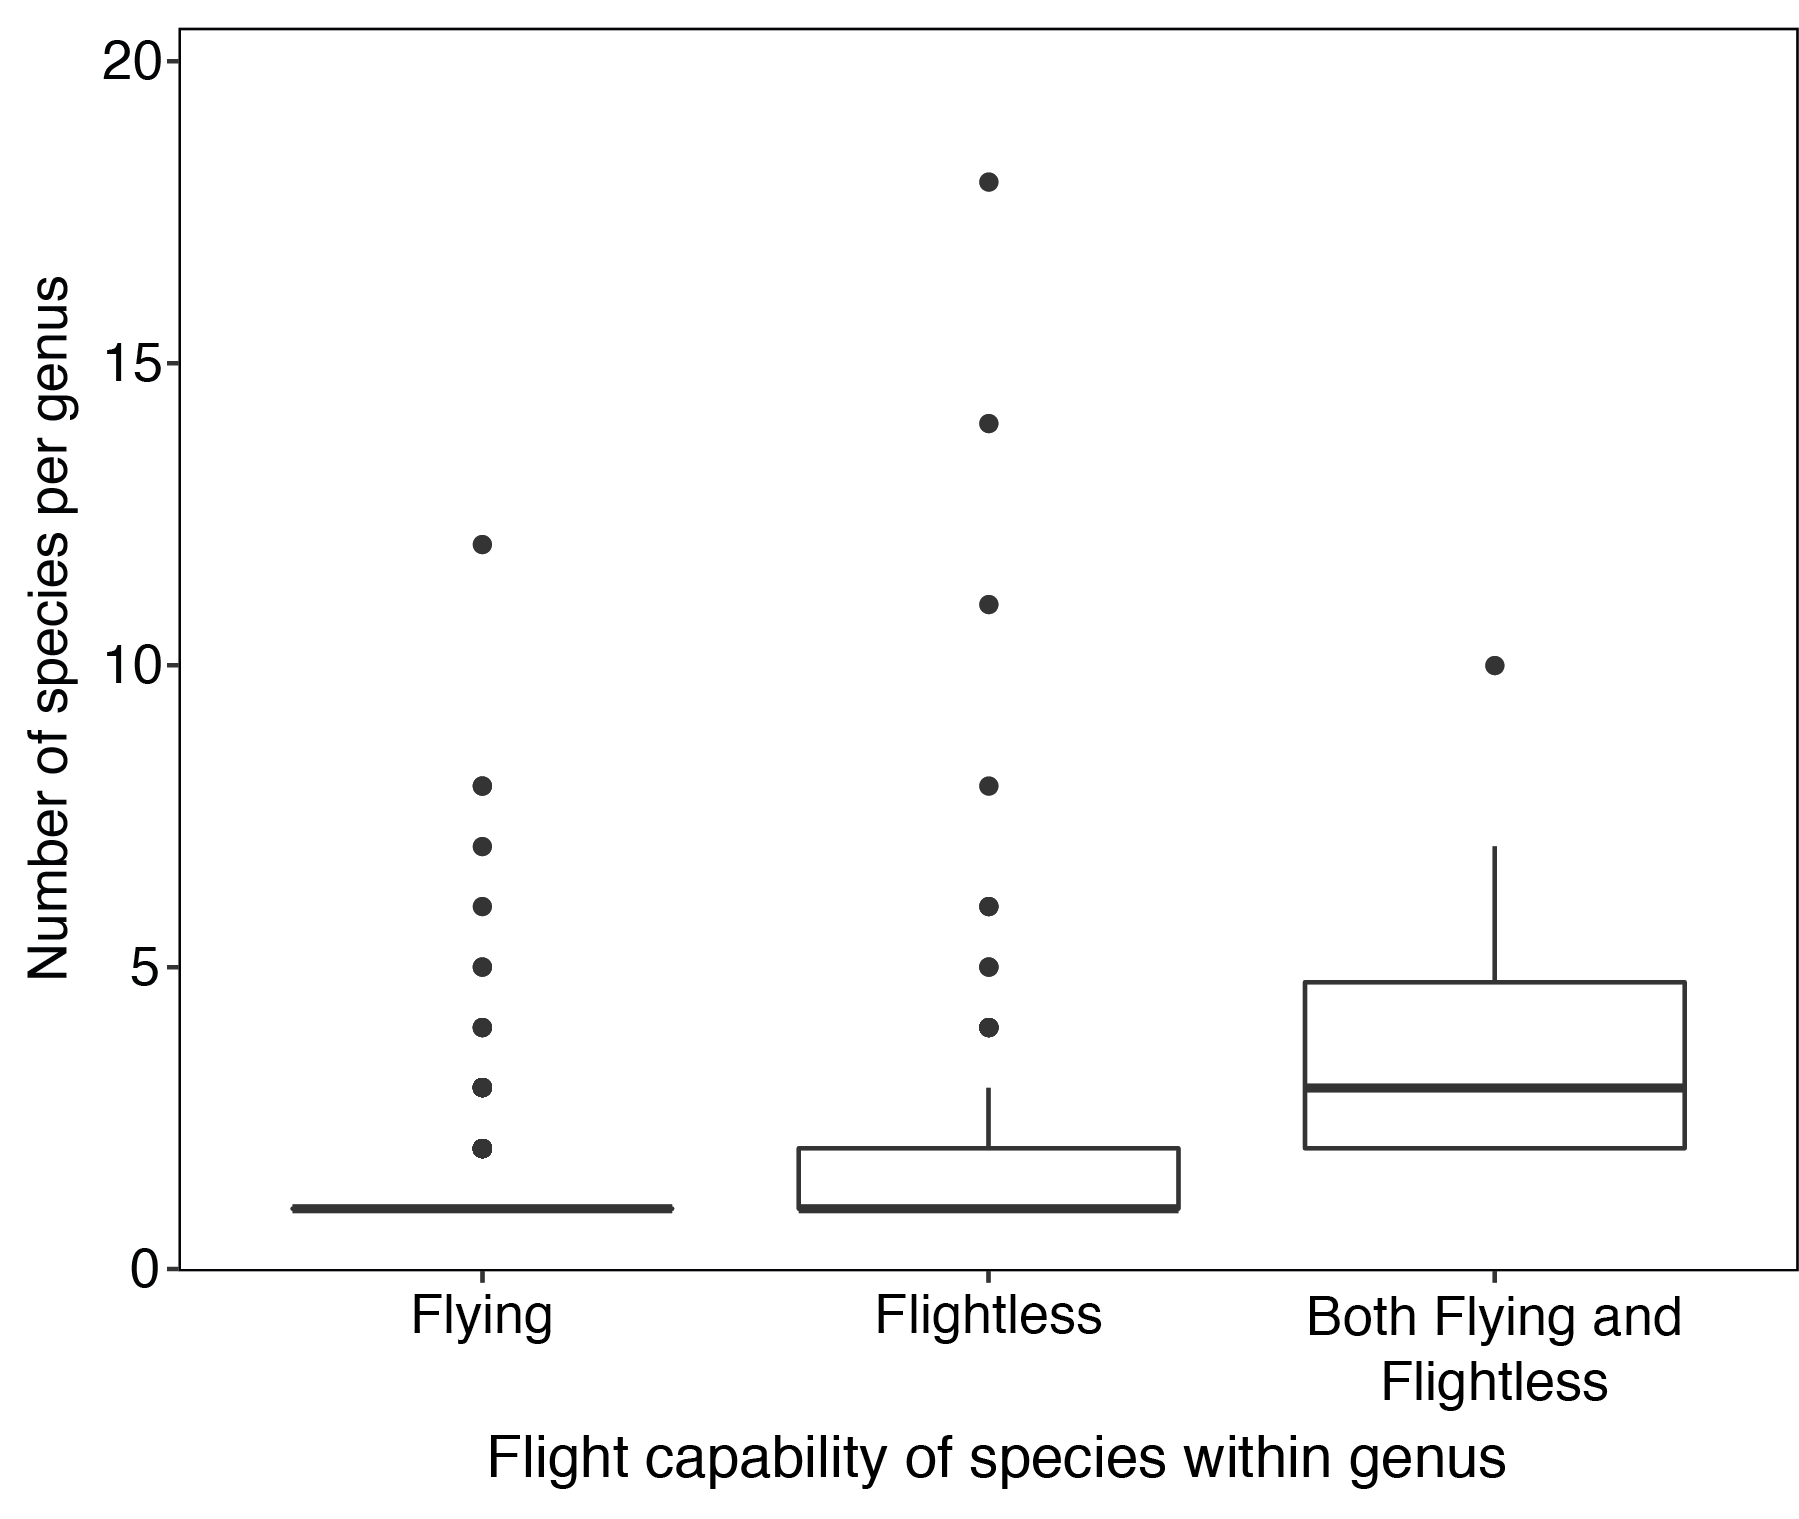 Number of species per genus
20
15
10
5
0
Flying
Flightless
Both Flying and
Flightless
Flight capability of species within genus